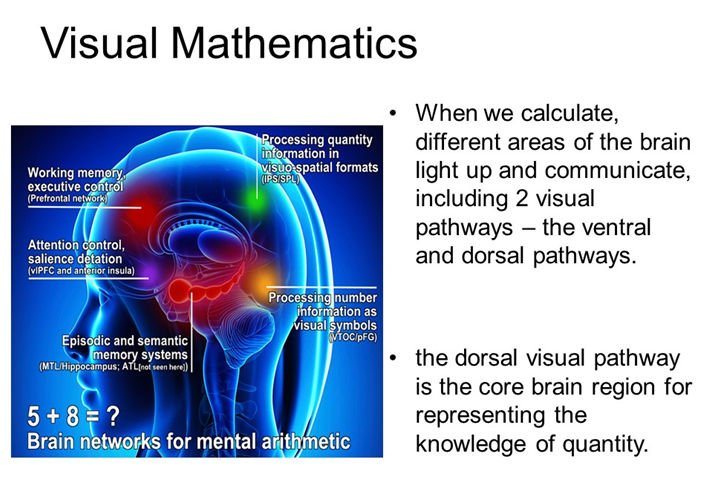 Visual Mathematics
Processing quantity
information in
visuo-spatial formats
(IPS/SPL)
Working memory,
executive control
(Prefrontal network)
Attention control,
salience detation
(vlPFC and anterior insula)
Processing number
information as
visual symbols
(VTOC/pFG)
Episodic and semantic
memory systems
(MTL/Hippocampus; ATL[not seen here])
5 + 8 = ?
Brain networks for mental arithmetic
• When we calculate,
different areas of the brain
light up and communicate,
including 2 visual
pathways – the ventral
and dorsal pathways.
• the dorsal visual pathway
is the core brain region for
representing the
knowledge of quantity.